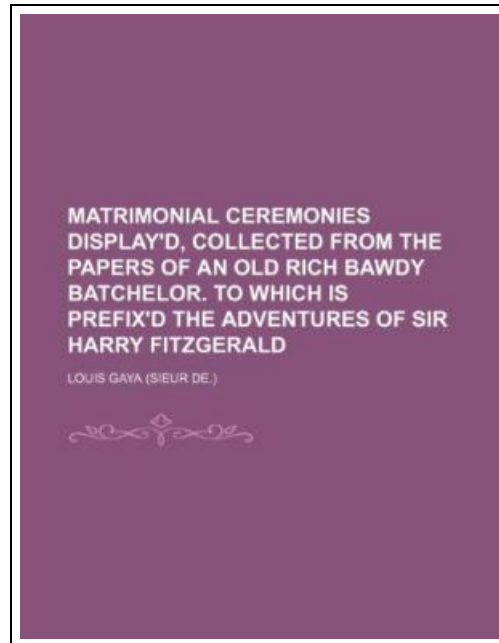 MATRIMONIAL CEREMONIES
DISPLAY'D, COLLECTED FROM THE
PAPERS OF AN OLD RICH BAWDY
BATCHELOR. TO WHICH IS
PREFIX'D THE ADVENTURES OF SIR
HARRY FITZGERALD
LOUIS GAYA (SIEUR DE.)